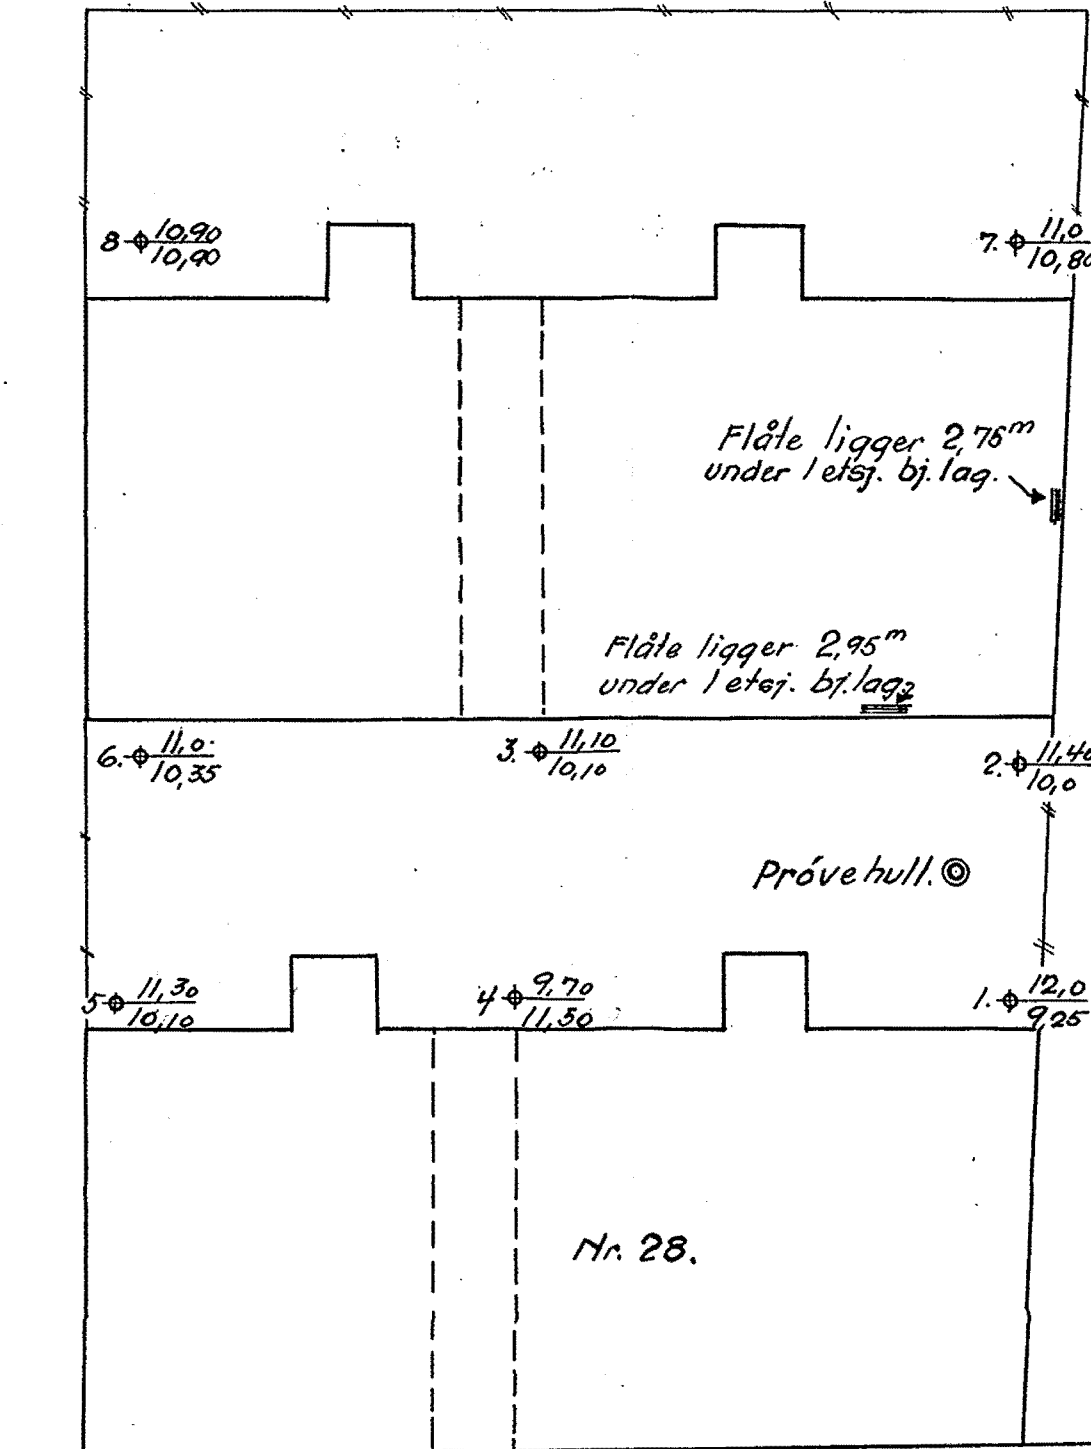 8 10,90
10,90
7. 11,0
10,80
Flåte ligger 2,75m
under 1 etsj. bj.lag.
Flåte ligger 2,95m
under 1 etsj. bj.lag.
6. 11,0
10,35
3. 11,10
10,10
2. 11,40
10,0
Próvehull.
5 11,30
10,10
4 9,70
11,50
1. 12,0
9,25
Nr. 28.